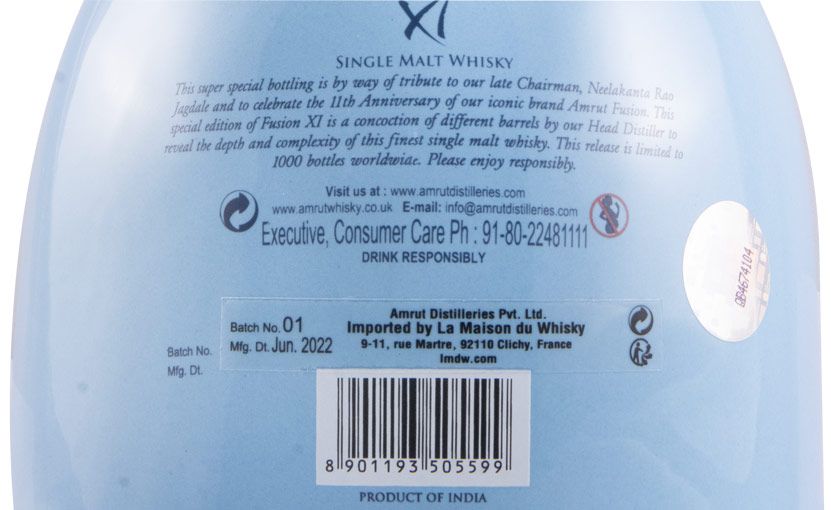 XI
SINGLE MALT WHISKY
This super special bottling is by way of tribute to our late Chairman, Neelakanta Rao
Jagdale and to celebrate the 11th Anniversary of our iconic brand Amrut Fusion. This
special edition of Fusion XI is a concoction of different barrels by our Head Distiller to
reveal the depth and complexity of this finest single malt whisky. This release is limited to
1000 bottles worldwide. Please enjoy responsibly.
Visit us at : www.amrutdistilleries.com
www.amrutwhisky.co.uk E-mail: info@amrutdistilleries.com
Executive, Consumer Care Ph : 91-80-22481111
DRINK RESPONSIBLY
Batch No. 01
Mfg. Dt. Jun. 2022
Amrut Distilleries Pvt. Ltd.
Imported by La Maison du Whisky
9-11, rue Martre, 92110 Clichy, France
lmdw.com
Batch No.
Mfg. Dt.
8 901193 505599
PRODUCT OF INDIA